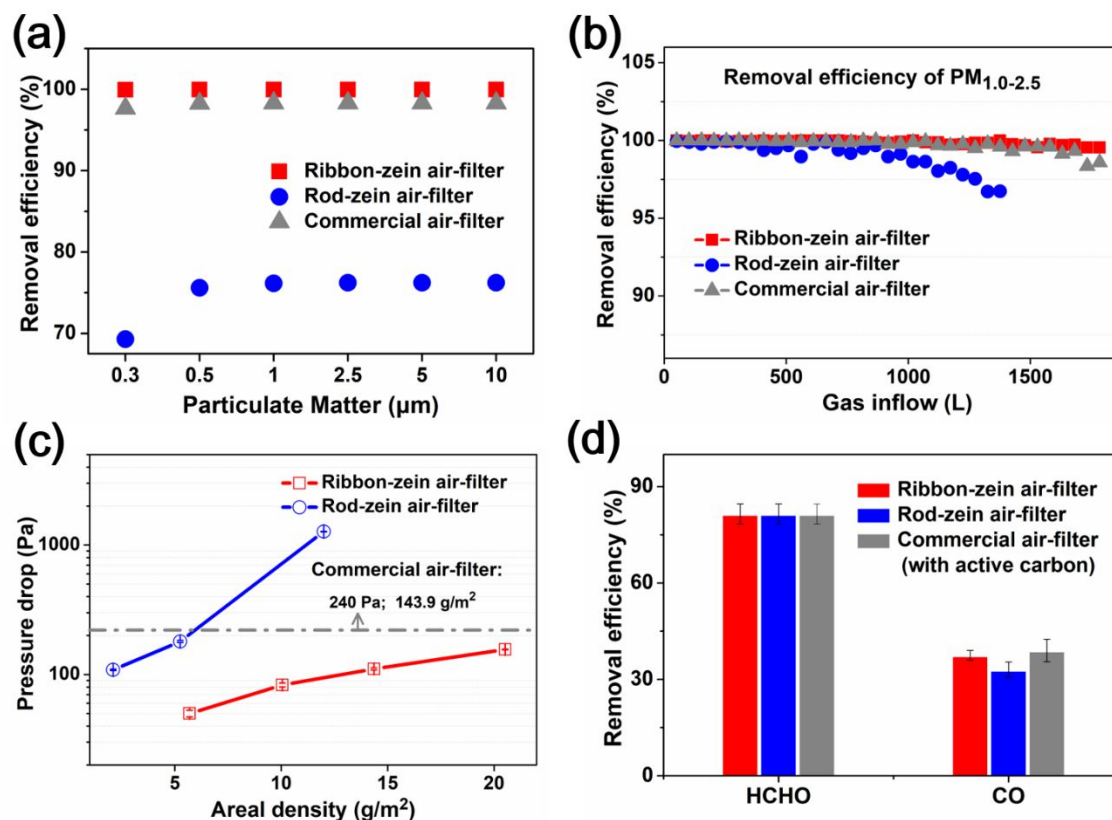 (a)
Removal efficiency (%)
100
90
80
70
Ribbon-zein air-filter
Rod-zein air-filter
Commercial air-filter
0.3 0.5 1 2.5 5 10
Particulate Matter (µm)
(b)
Removal efficiency (%)
105
100
95
90
Removal efficiency of PM1.0-2.5
Ribbon-zein air-filter
Rod-zein air-filter
Commercial air-filter
0 500 1000 1500
Gas inflow (L)
(c)
Pressure drop (Pa)
1000
100
Ribbon-zein air-filter
Rod-zein air-filter
Commercial air-filter:
240 Pa; 143.9 g/m²
5 10 15 20
Areal density (g/m²)
(d)
Removal efficiency (%)
90
60
30
0
Ribbon-zein air-filter
Rod-zein air-filter
Commercial air-filter
(with active carbon)
HCHO CO